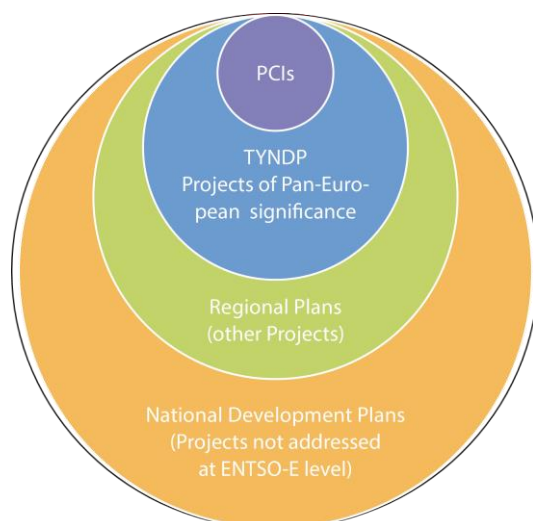 PCIs
TYNDP
Projects of Pan-Euro-
pean significance
Regional Plans
(other Projects)
National Development Plans
(Projects not addressed
at ENTSO-E level)